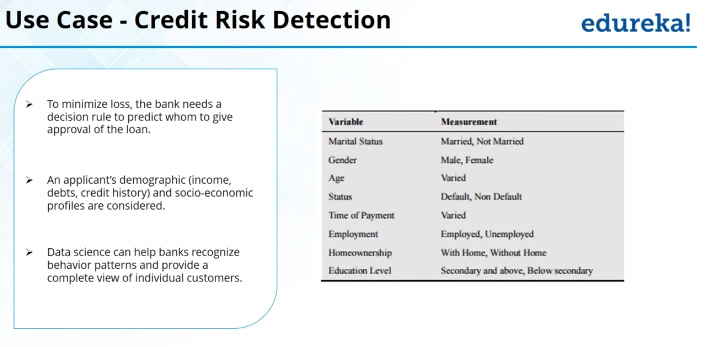 Use Case - Credit Risk Detection
edureka!
➤ To minimize loss, the bank needs a
decision rule to predict whom to give
approval of the loan.
➤ An applicant's demographic (income,
debts, credit history) and socio-economic
profiles are considered.
➤ Data science can help banks recognize
behavior patterns and provide a
complete view of individual customers.
Variable Measurement
Marital Status Married, Not Married
Gender Male, Female
Age Varied
Status Default, Non Default
Time of Payment Varied
Employment Employed, Unemployed
Homeownership With Home, Without Home
Education Level Secondary and above, Below secondary